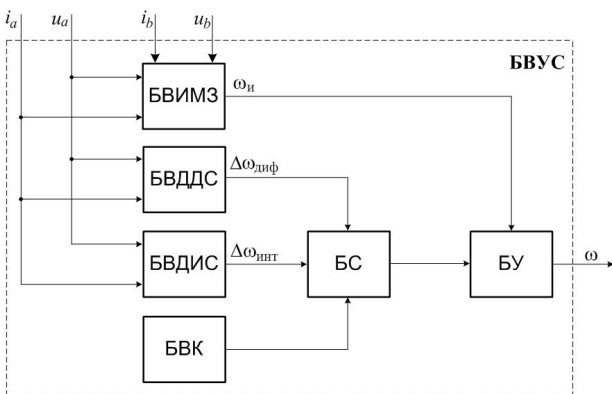 i_a u_a i_b u_b
БВУС
БВИМЗ ω_и
БВДДС Δω_диф
БВДИС Δω_инт БС БУ ω
БВК